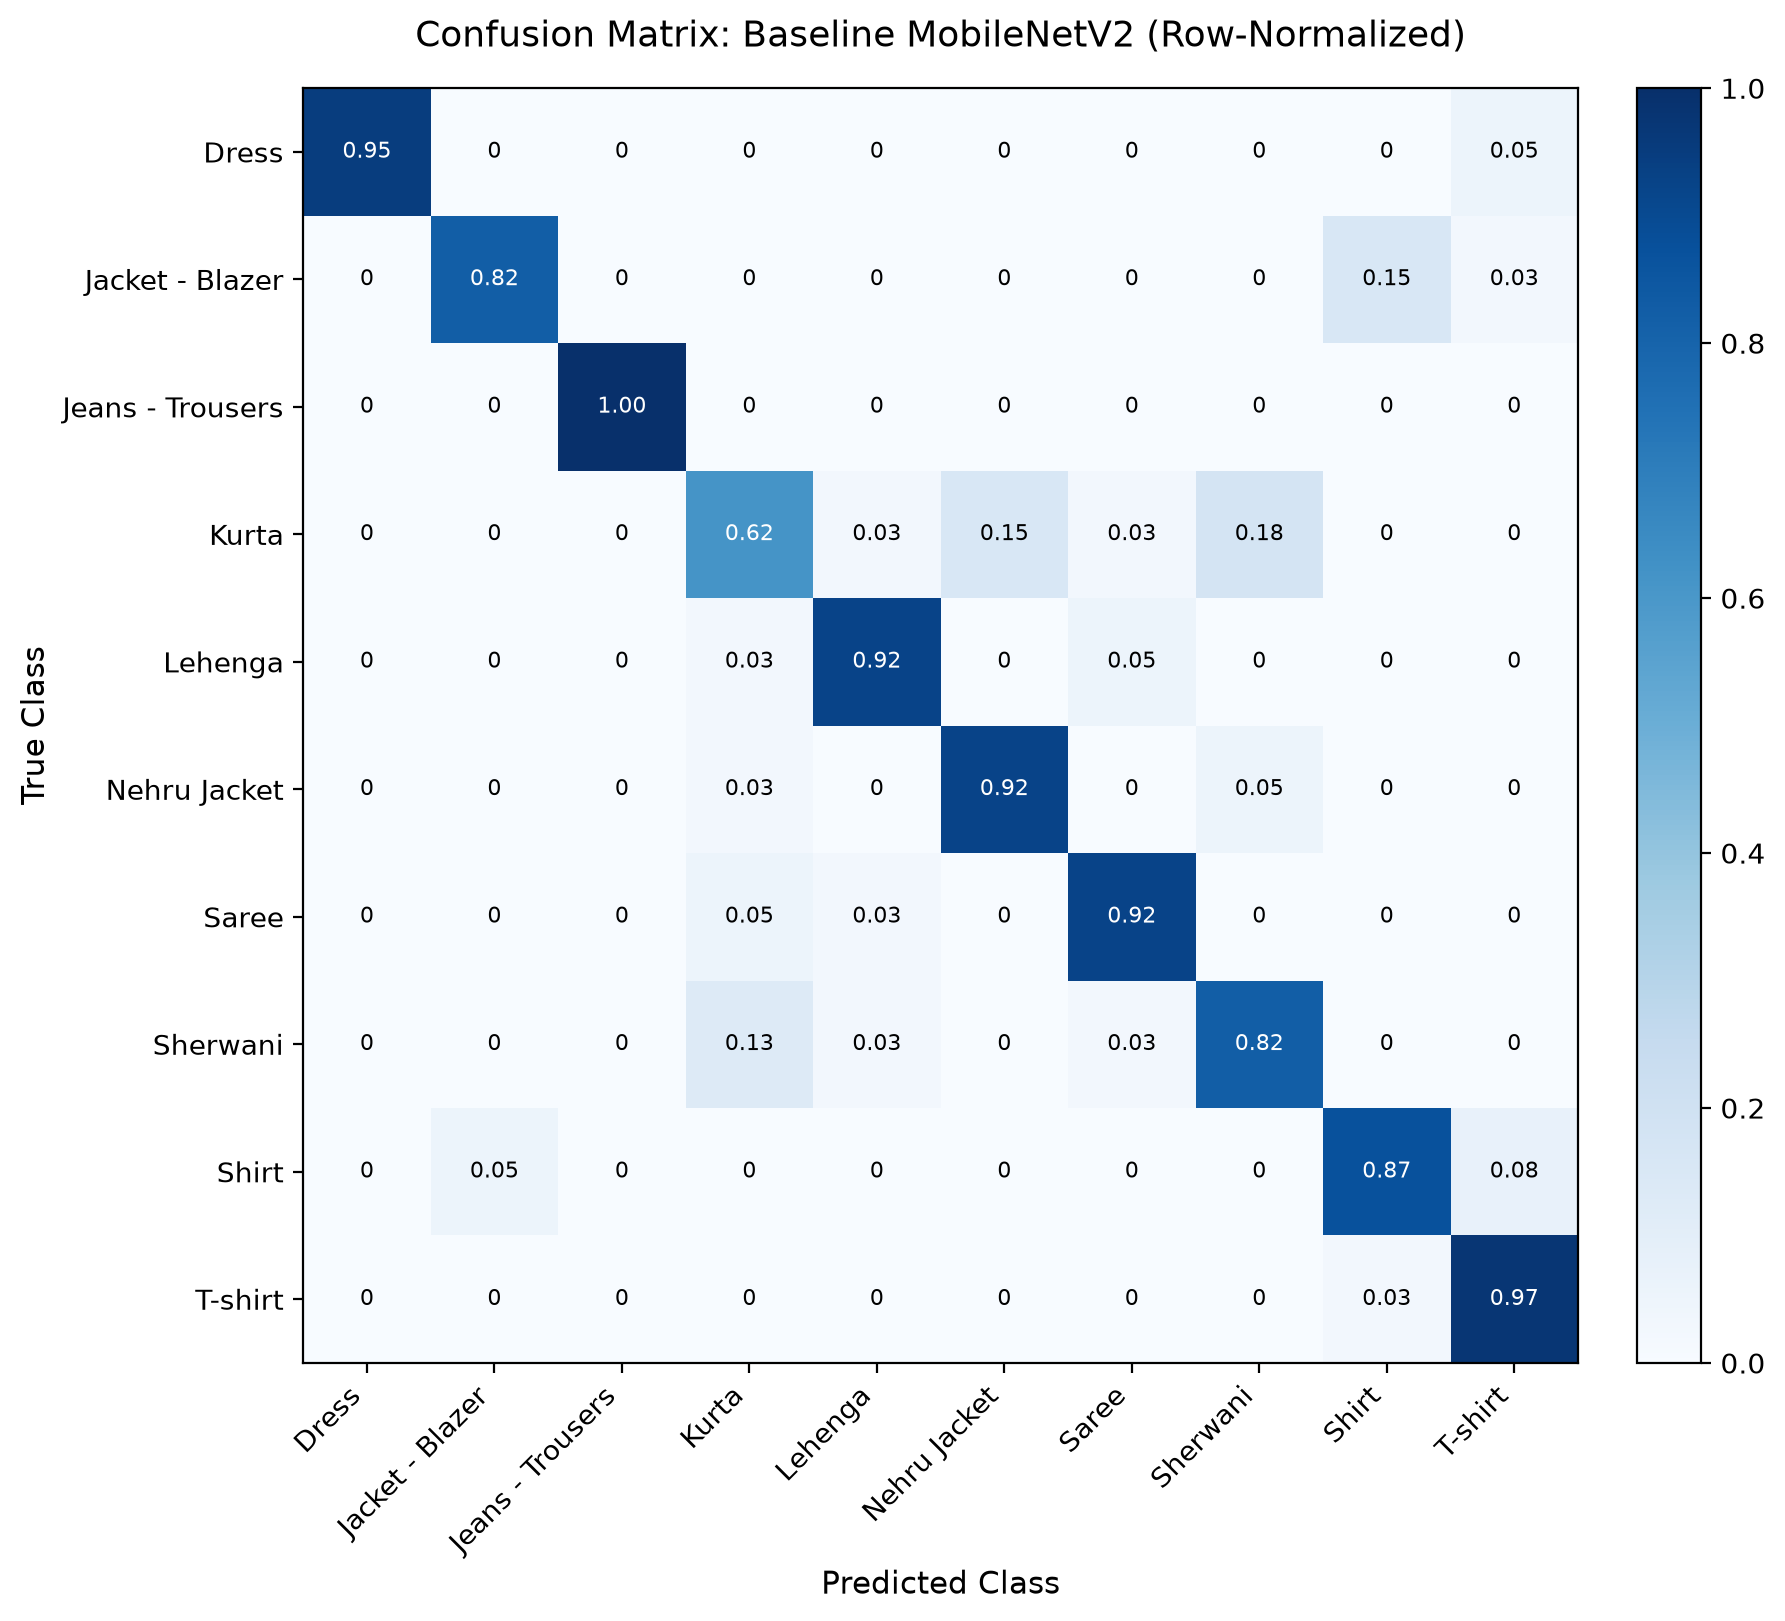 Confusion Matrix: Baseline MobileNetV2 (Row-Normalized)
Dress 0.95 0 0 0 0 0 0 0 0 0.05
Jacket - Blazer 0 0.82 0 0 0 0 0 0 0.15 0.03
Jeans - Trousers 0 0 1.00 0 0 0 0 0 0 0
Kurta 0 0 0 0.62 0.03 0.15 0.03 0.18 0 0
Lehenga 0 0 0 0.03 0.92 0 0.05 0 0 0
Nehru Jacket 0 0 0 0.03 0 0.92 0 0.05 0 0
Saree 0 0 0 0.05 0.03 0 0.92 0 0 0
Sherwani 0 0 0 0.13 0.03 0 0.03 0.82 0 0
Shirt 0 0.05 0 0 0 0 0 0 0.87 0.08
T-shirt 0 0 0 0 0 0 0 0 0.03 0.97
True Class
Dress
Jacket - Blazer
Jeans - Trousers
Kurta
Lehenga
Nehru Jacket
Saree
Sherwani
Shirt
T-shirt
Predicted Class
1.0
0.8
0.6
0.4
0.2
0.0